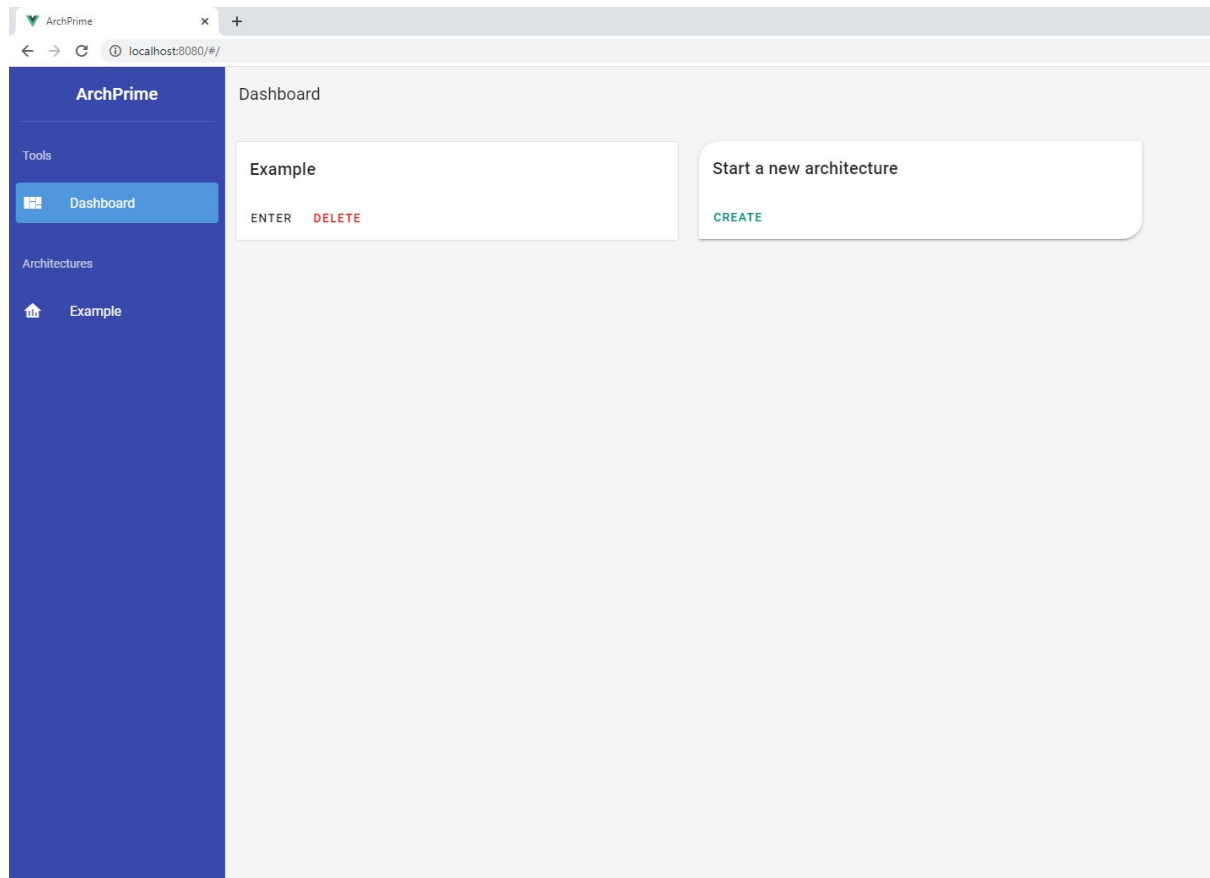 ArchPrime
localhost:8080/#/
ArchPrime
Tools
Dashboard
Architectures
Example
Dashboard
Example
ENTER DELETE
Start a new architecture
CREATE